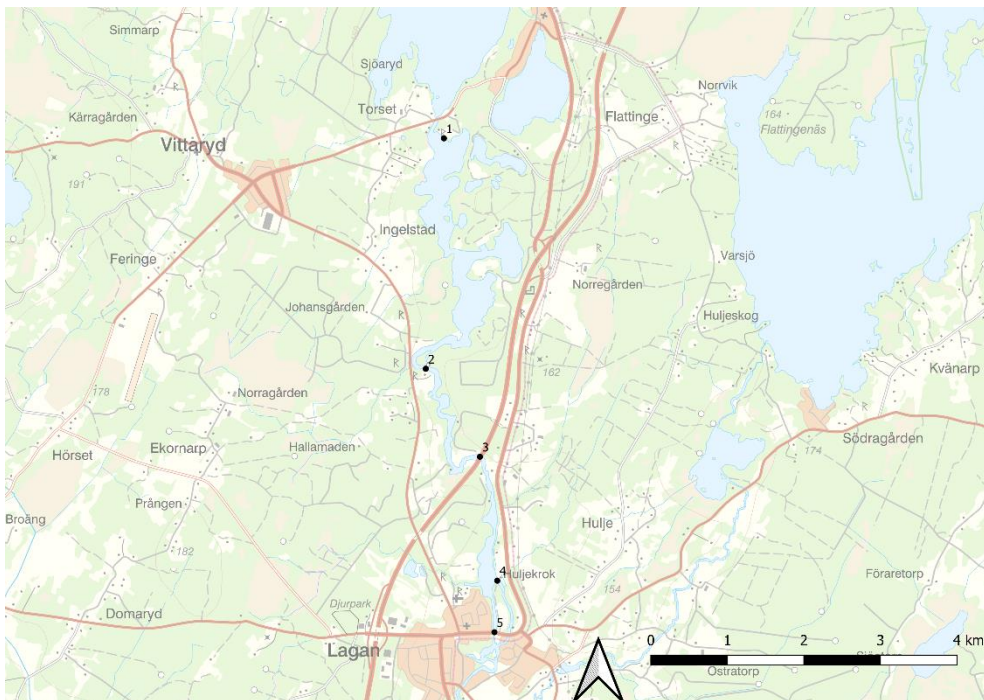 Simmarp
Sjöaryd
Norrvik
Kärragården
Torset
Flattinge
164
Flattingenäs
1
Vittaryd
191
Ingelstad
Feringe
Varsjö
Norregården
Johansgården
Huljeskog
2
162
Kvänarp
178
Norragården
Södragården
Hallamaden
3
174
Ekornarp
Hörset
Prången
Broäng
Hulje
182
4
Huljekrok
Föraretorp
154
Djurpark
Domaryd
5
0 1 2 3 4 km
Lagan
Östratorp